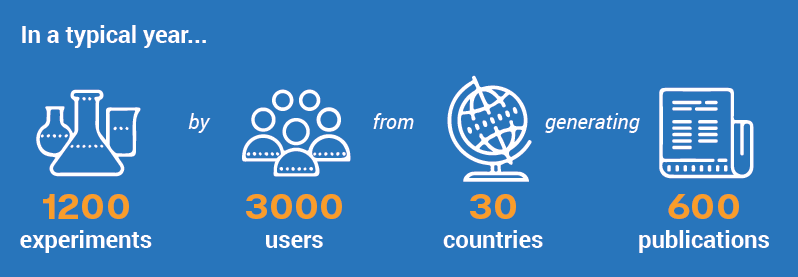 In a typical year...
by from generating
1200 3000 30 600
experiments users countries publications